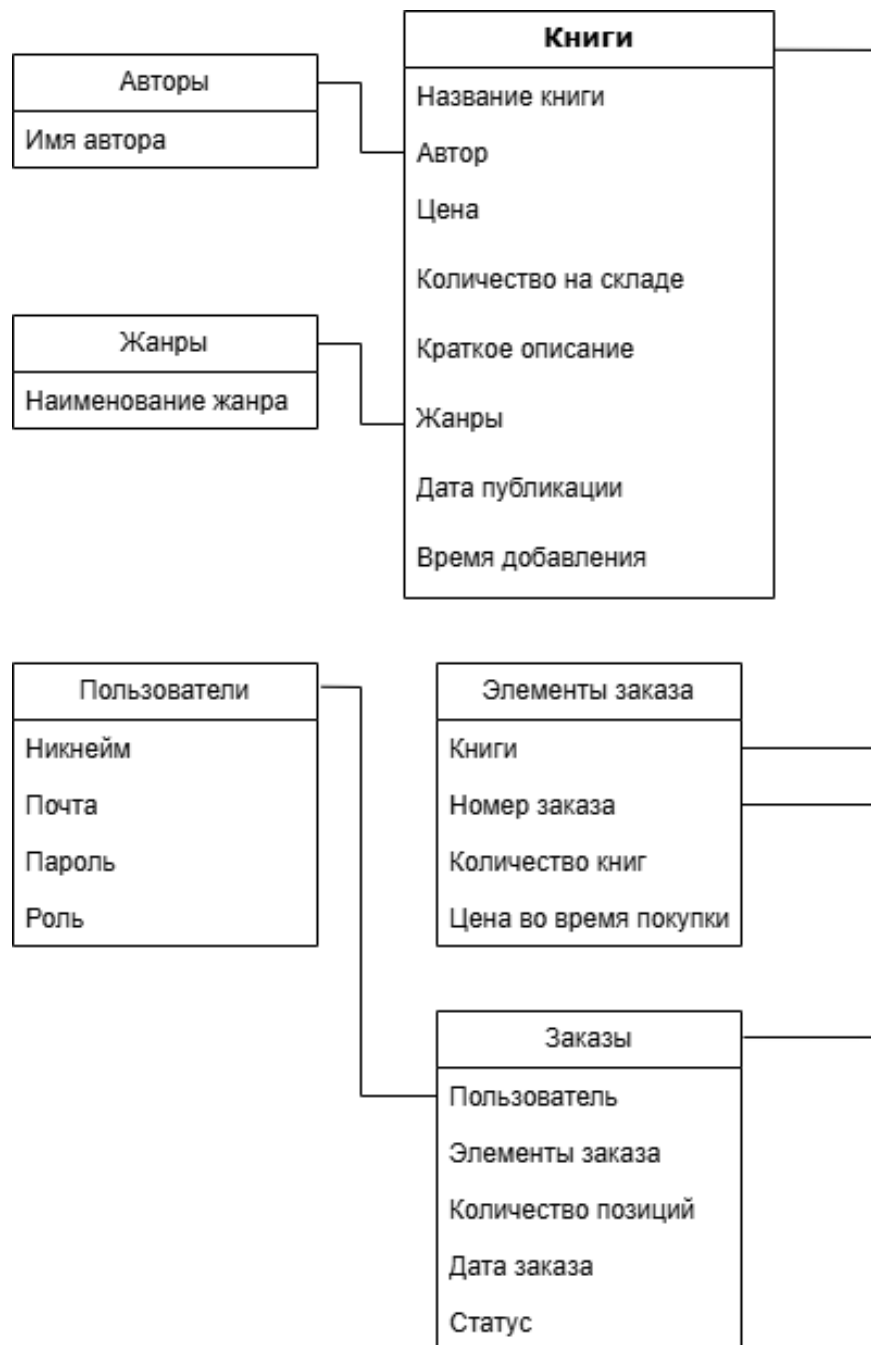 Авторы
Имя автора
Жанры
Наименование жанра
Книги
Название книги
Автор
Цена
Количество на складе
Краткое описание
Жанры
Дата публикации
Время добавления
Пользователи
Никнейм
Почта
Пароль
Роль
Элементы заказа
Книги
Номер заказа
Количество книг
Цена во время покупки
Заказы
Пользователь
Элементы заказа
Количество позиций
Дата заказа
Статус